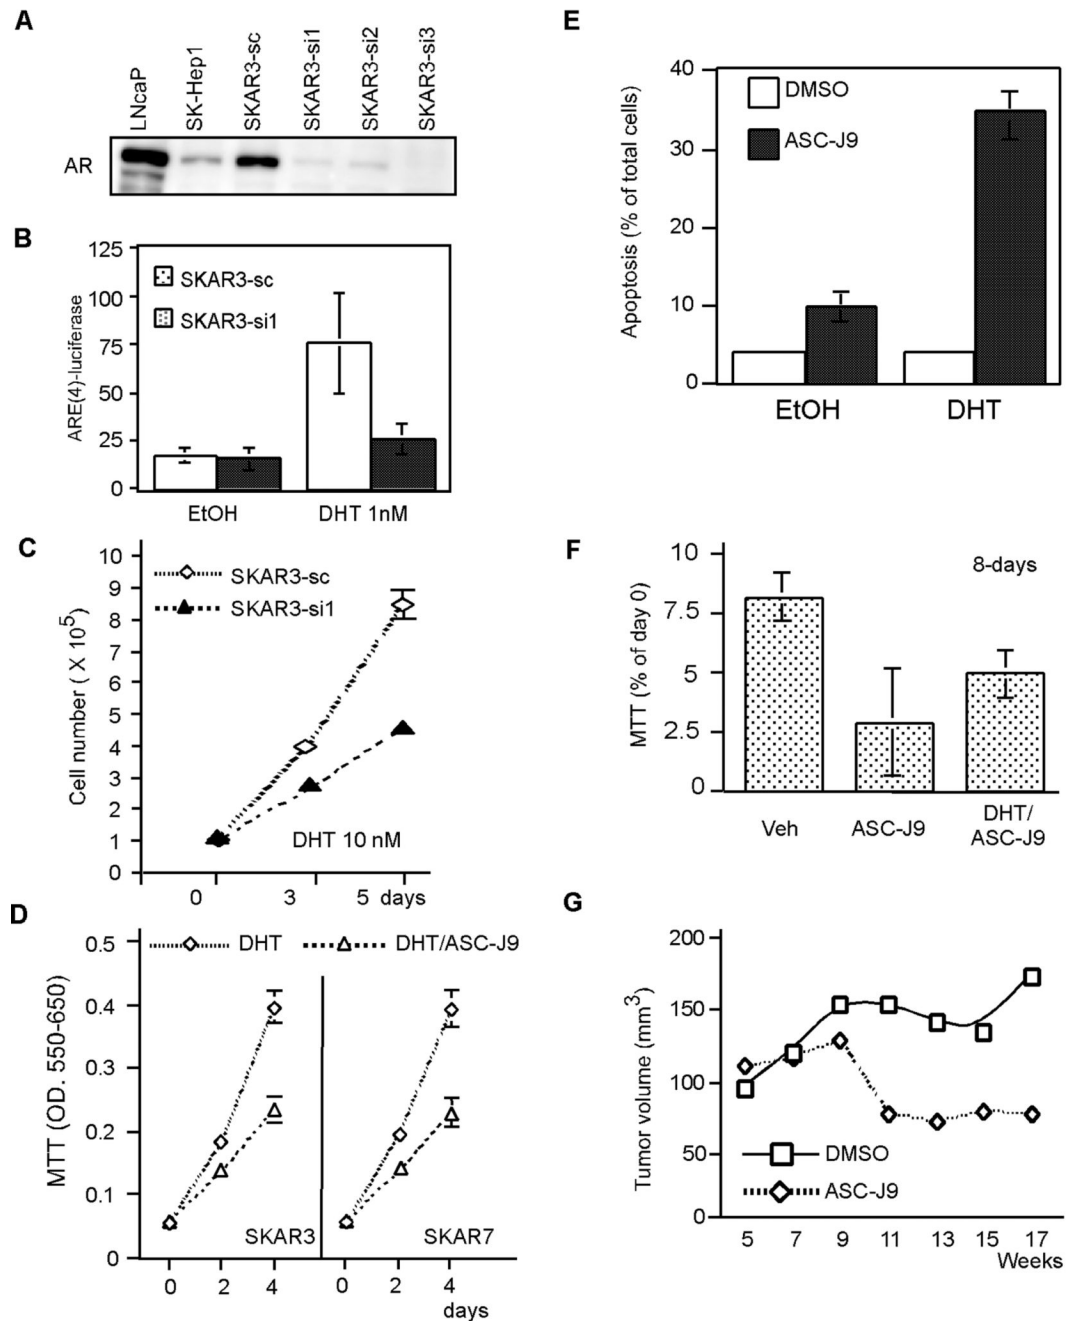 A
LNcaP
SK-Hep1
SKAR3-sc
SKAR3-si1
SKAR3-si2
SKAR3-si3
AR
B
ARE(4)-luciferase
125
100
75
50
25
0
SKAR3-sc
SKAR3-si1
EtOH DHT 1nM
C
Cell number ( X 10⁵)
10
9
8
7
6
5
4
3
2
1
0
SKAR3-sc
SKAR3-si1
DHT 10 nM
0 3 5 days
D
MTT (OD. 550-650)
0.5
0.4
0.3
0.2
0.1
0
DHT DHT/ASC-J9
SKAR3 SKAR7
0 2 4 0 2 4
days
E
Apoptosis (% of total cells)
40
30
20
10
0
DMSO
ASC-J9
EtOH DHT
F
MTT (% of day 0)
10
7.5
5
2.5
0
8-days
Veh ASC-J9 DHT/
ASC-J9
G
Tumor volume (mm³)
200
150
100
50
0
DMSO
ASC-J9
5 7 9 11 13 15 17
Weeks